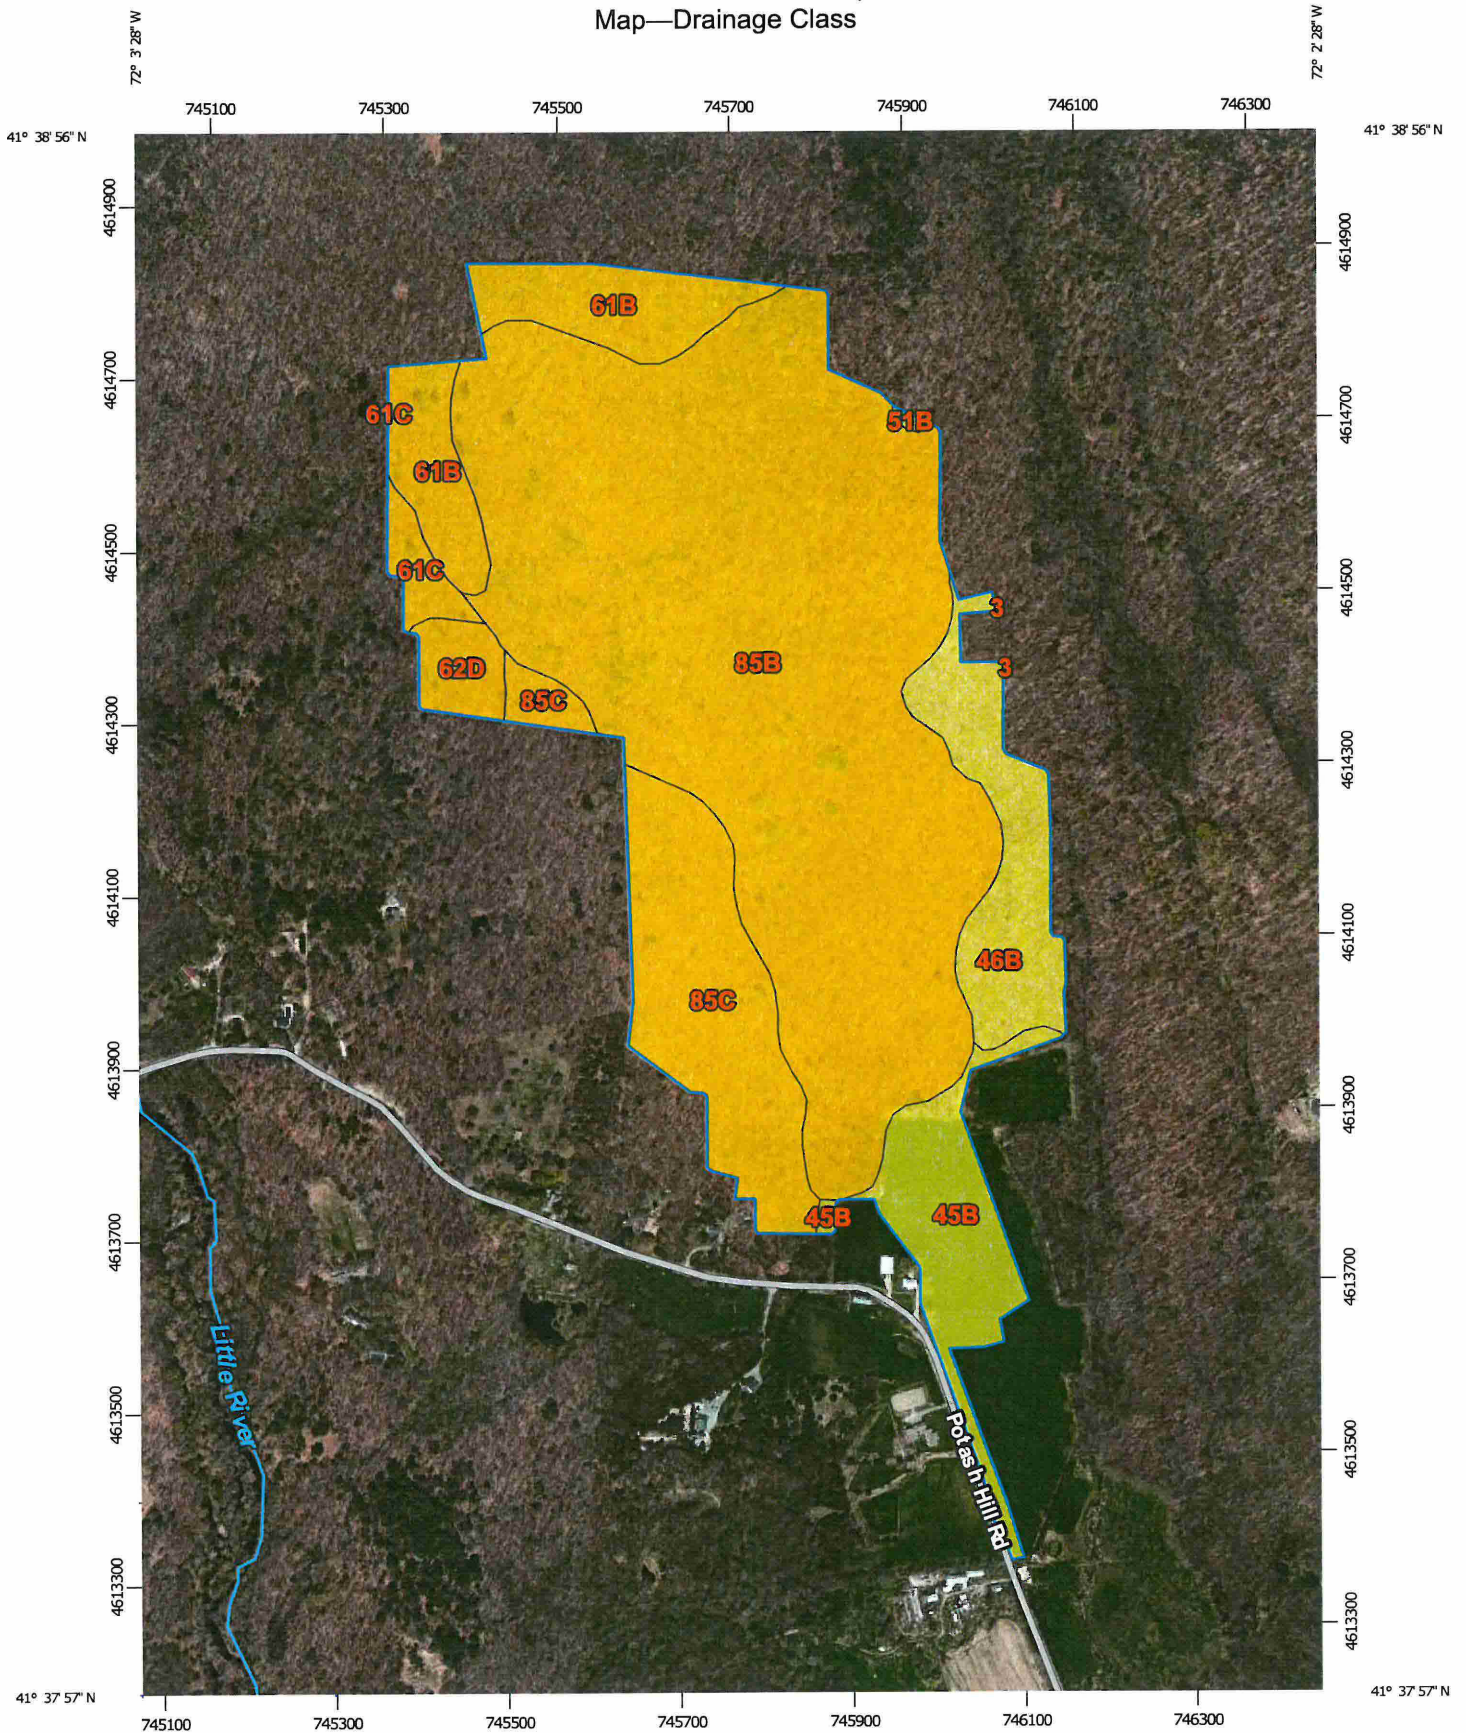 Map—Drainage Class
72° 3' 28" W
72° 2' 28" W
745100
745300
745500
745700
745900
746100
746300
41° 38' 56" N
41° 38' 56" N
4614900
4614900
61B
4614700
61C
51B
4614700
61B
4614500
61C
4614500
3
85B
62D
3
85C
4614300
4614300
4614100
4614100
46B
85C
4613900
4613900
45B
45B
4613700
4613700
Little River
4613500
Potash Hill Rd
4613500
4613300
4613300
41° 37' 57" N
41° 37' 57" N
745100
745300
745500
745700
745900
746100
746300